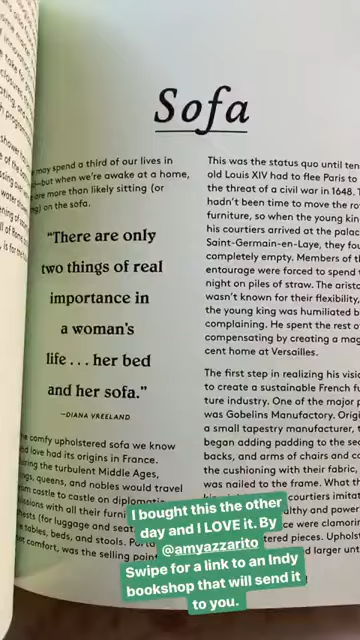 Sofa
may spend a third of our lives in
—but when we're awake at a home,
are more than likely sitting (or
on the sofa.
"There are only
two things of real
importance in
a woman's
life . . . her bed
and her sofa."
—DIANA VREELAND
comfy upholstered sofa we know
love had its origins in France.
the turbulent Middle Ages,
queens, and nobles would travel
castle to castle on diplomatic
with all their
(for luggage and
tables, beds, and stools.
comfort, was the selling point
This was the status quo until ten
old Louis XIV had to flee Paris to
the threat of a civil war in 1648. T
hadn't been time to move the ro
furniture, so when the young kin
his courtiers arrived at the palac
Saint-Germain-en-Laye, they fou
completely empty. Members of t
entourage were forced to spend
night on piles of straw. The aristo
wasn't known for their flexibility,
the young king was humiliated b
complaining. He spent the rest o
compensating by creating a mag
cent home at Versailles.
The first step in realizing his visi
to create a sustainable French fu
ture industry. One of the major p
was Gobelins Manufactory. Origi
a small tapestry manufacturer, t
began adding padding to the sea
backs, and arms of chairs and co
the cushioning with their fabric,
was nailed to the frame. What th
courtiers imitat
althy and power
ce were clamorin
tered pieces. Uphols
d larger unt
I bought this the other
day and I LOVE it. By
@amyazzarito
Swipe for a link to an Indy
bookshop that will send it
to you.